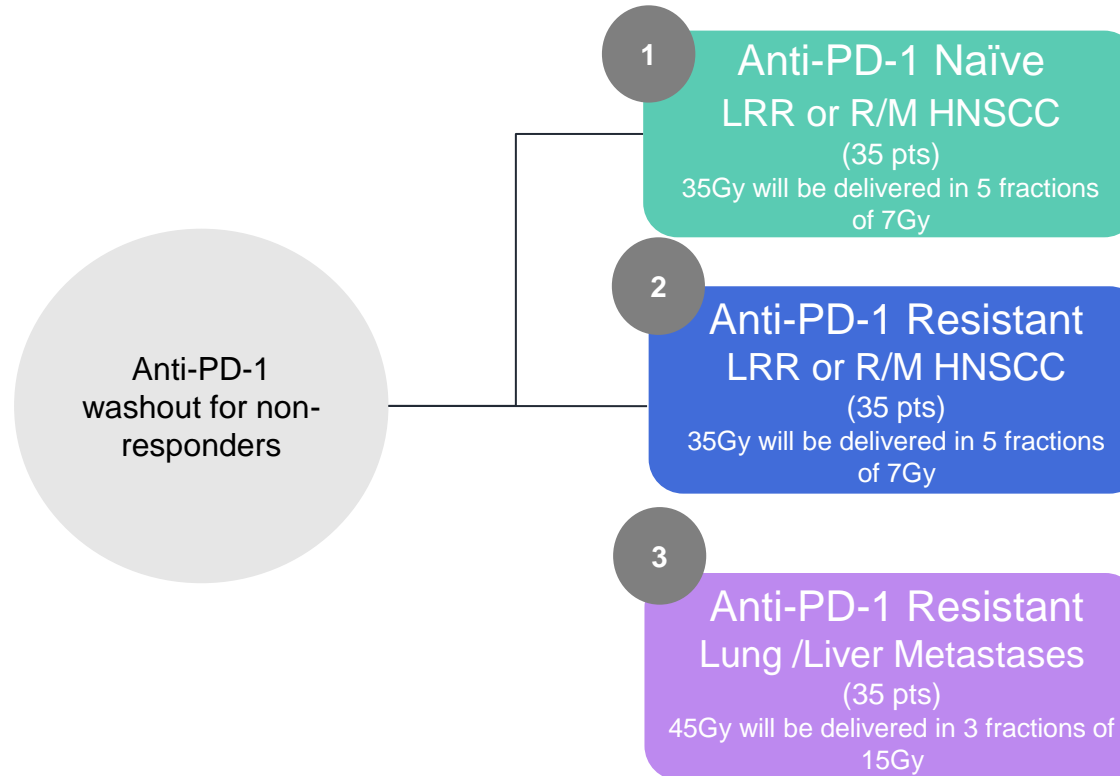 Anti-PD-1
washout for non-
responders
1
Anti-PD-1 Naïve
LRR or R/M HNSCC
(35 pts)
35Gy will be delivered in 5 fractions
of 7Gy
2
Anti-PD-1 Resistant
LRR or R/M HNSCC
(35 pts)
35Gy will be delivered in 5 fractions
of 7Gy
3
Anti-PD-1 Resistant
Lung /Liver Metastases
(35 pts)
45Gy will be delivered in 3 fractions of
15Gy